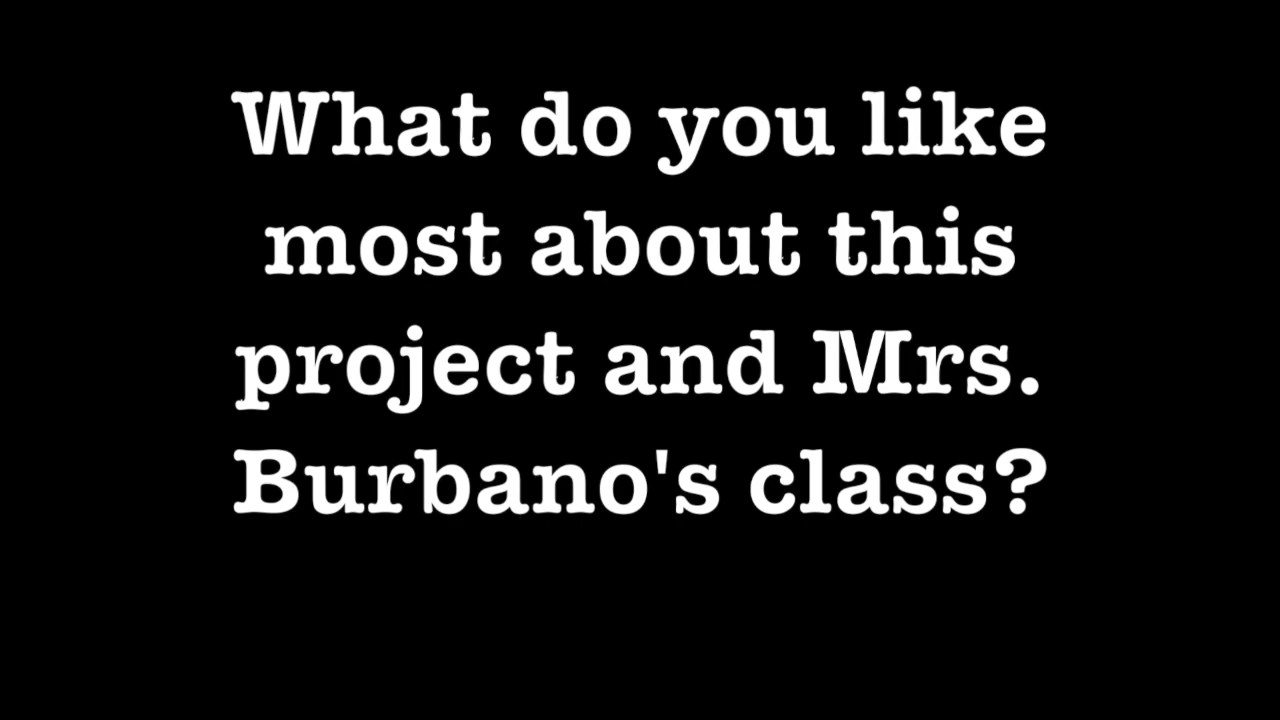 What do you like
most about this
project and Mrs.
Burbano's class?